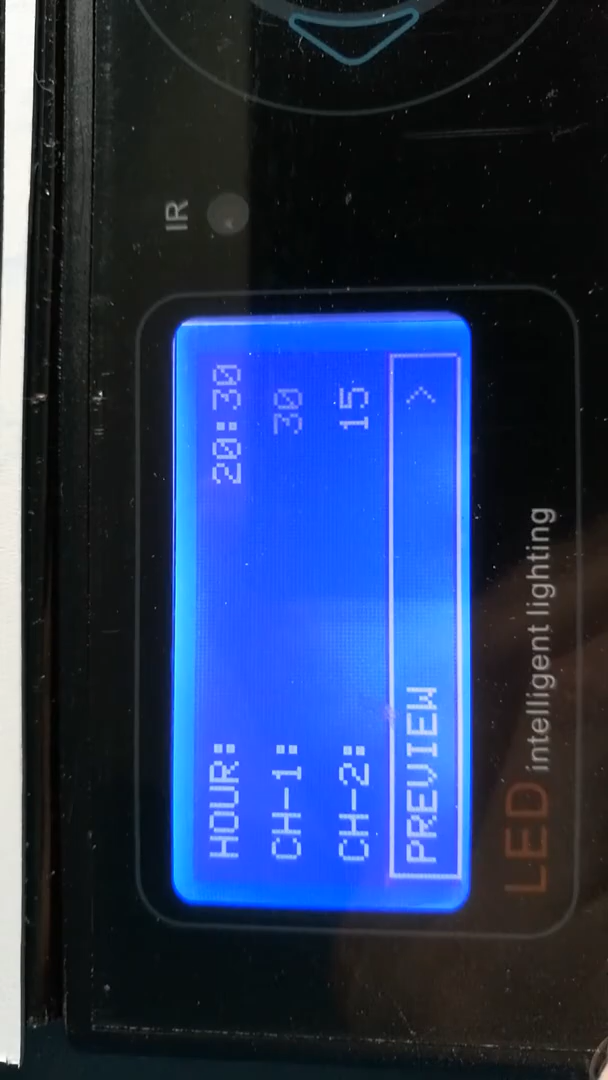 IR
HOUR: 20:30
CH-1: 30
CH-2: 15
PREVIEW >
LED intelligent lighting